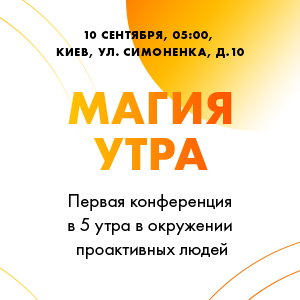 10 СЕНТЯБРЯ, 05:00,
КИЕВ, УЛ. СИМОНЕНКА, Д.10
МАГИЯ
УТРА
Первая конференция
в 5 утра в окружении
проактивных людей